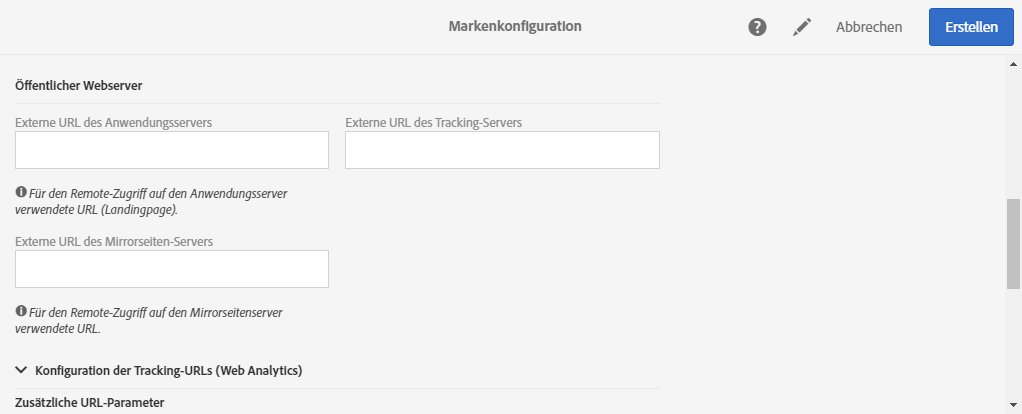 Markenkonfiguration
Abbrechen
Erstellen
Öffentlicher Webserver
Externe URL des Anwendungsservers
Externe URL des Tracking-Servers
Für den Remote-Zugriff auf den Anwendungsserver
verwendete URL (Landingpage).
Externe URL des Mirrorseiten-Servers
Für den Remote-Zugriff auf den Mirrorseitenserver
verwendete URL.
Konfiguration der Tracking-URLs (Web Analytics)
Zusätzliche URL-Parameter